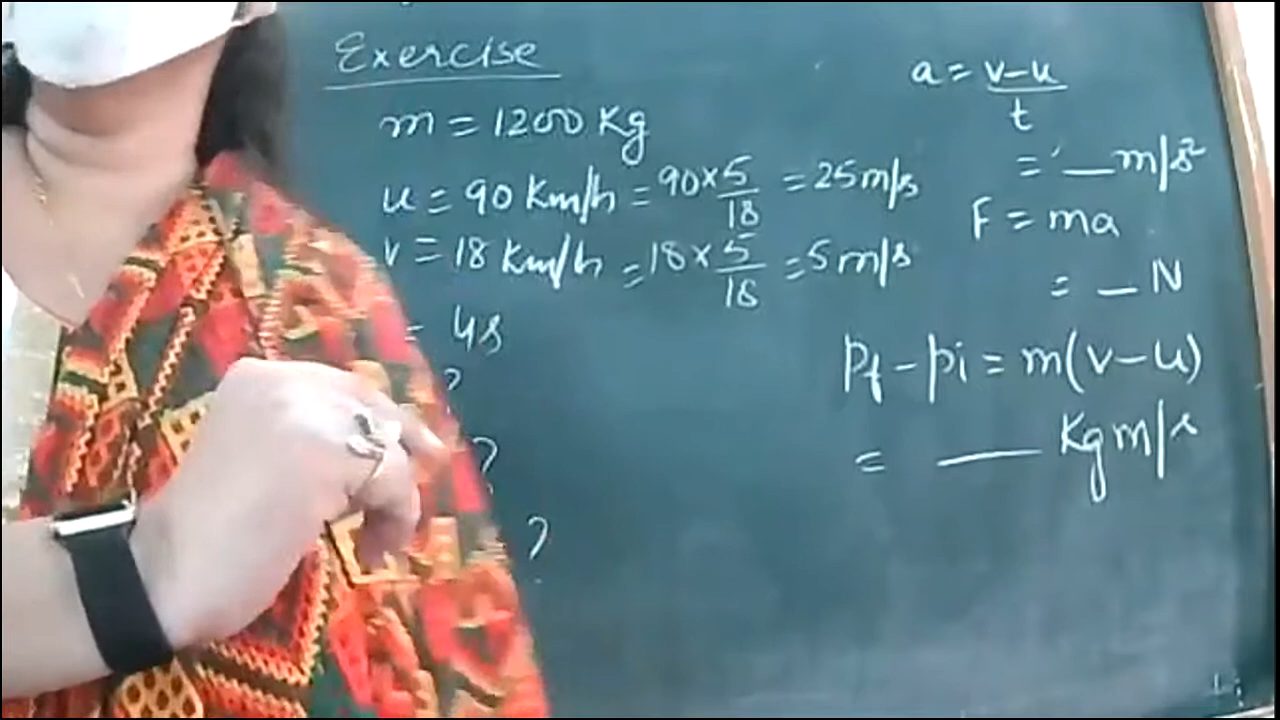 Exercise
m = 1200 Kg
u = 90 Km/h = 90×5/18 = 25 m/s
v = 18 Km/h = 18×5/18 = 5 m/s
= 4s
?
?
?
a = v-u/t
= __ m/s²
F = ma
= __ N
Pf - Pi = m(v-u)
= ___ Kg m/s